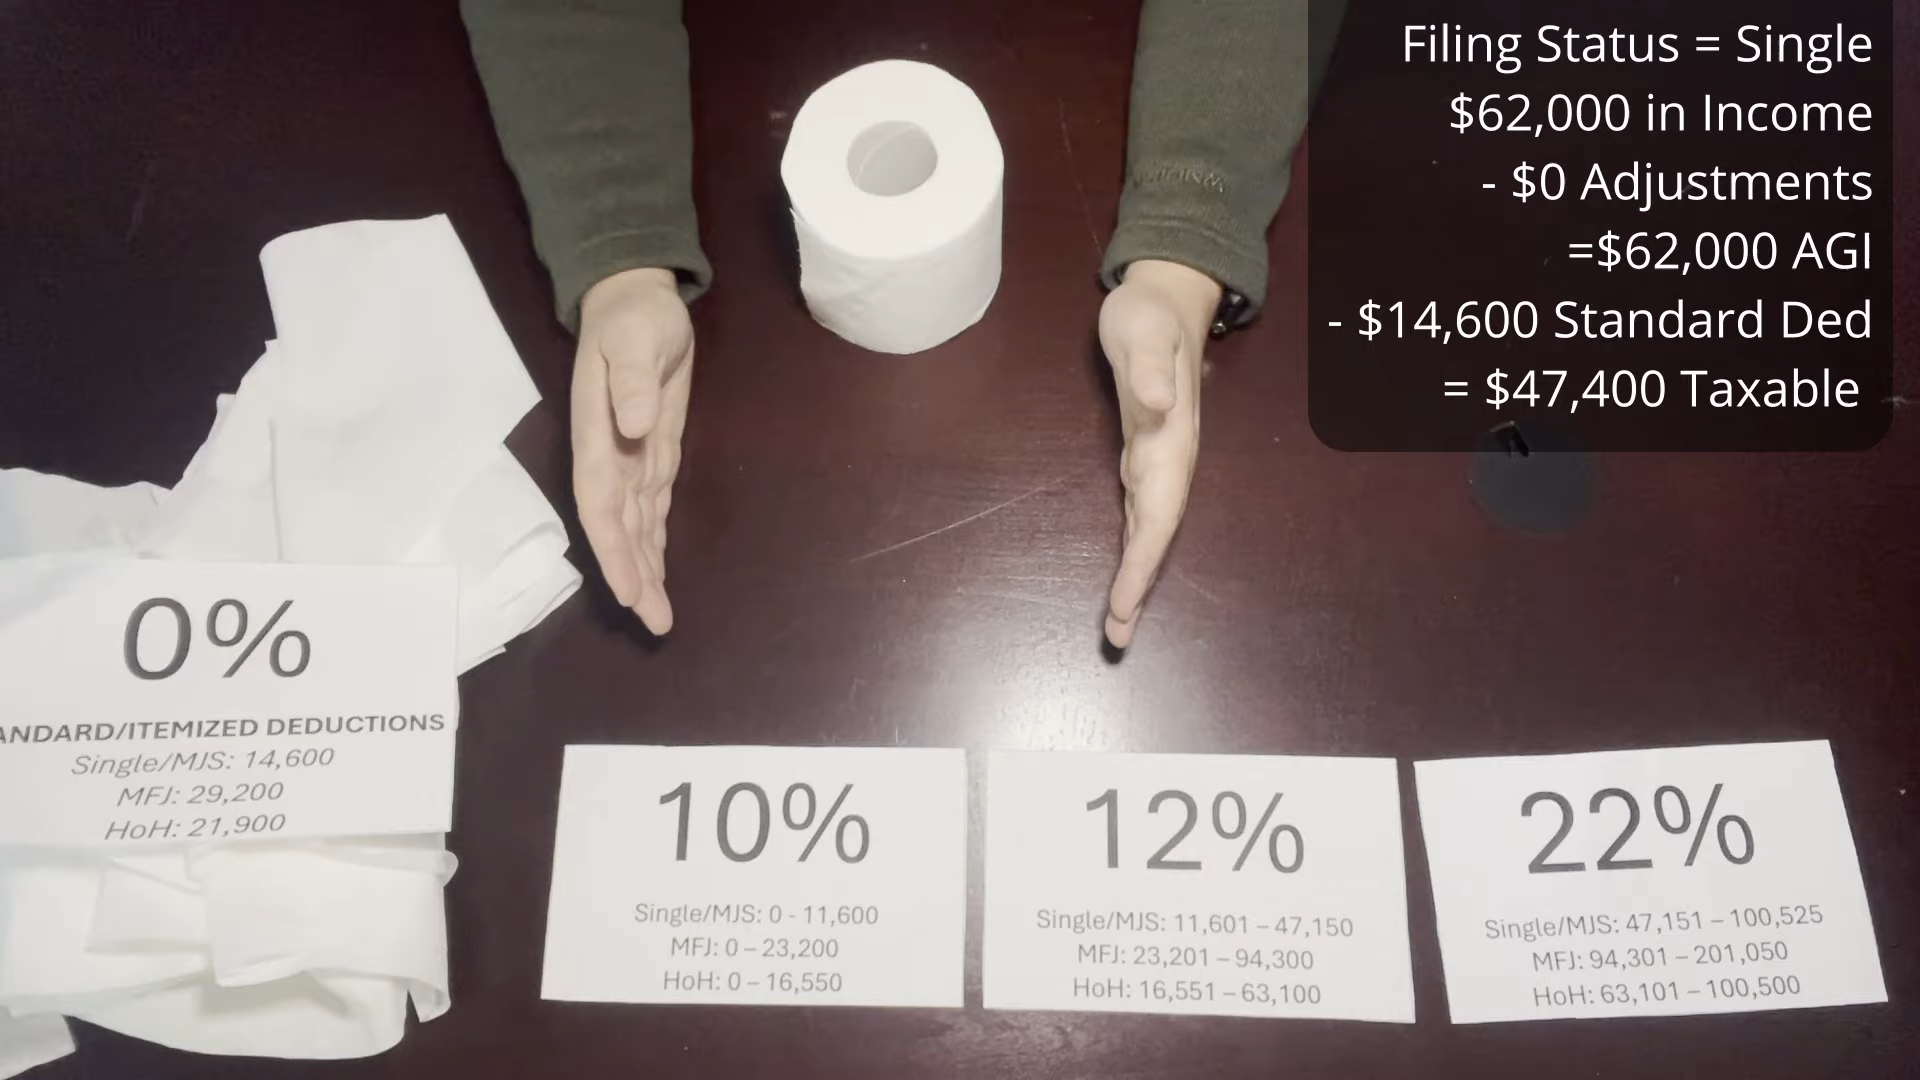 Filing Status = Single
$62,000 in Income
- $0 Adjustments
=$62,000 AGI
- $14,600 Standard Ded
= $47,400 Taxable
0%
ANDARD/ITEMIZED DEDUCTIONS
Single/MJS: 14,600
MFJ: 29,200
HoH: 21,900
10%
Single/MJS: 0 - 11,600
MFJ: 0 – 23,200
HoH: 0 – 16,550
12%
Single/MJS: 11,601 – 47,150
MFJ: 23,201 – 94,300
HoH: 16,551 – 63,100
22%
Single/MJS: 47,151 – 100,525
MFJ: 94,301 – 201,050
HoH: 63,101 – 100,500